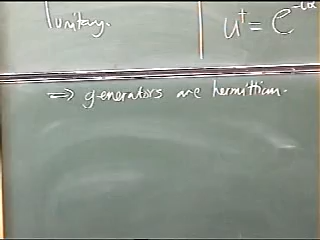 unitary.
U† = e^-iα
⇒ generators are hermitian.